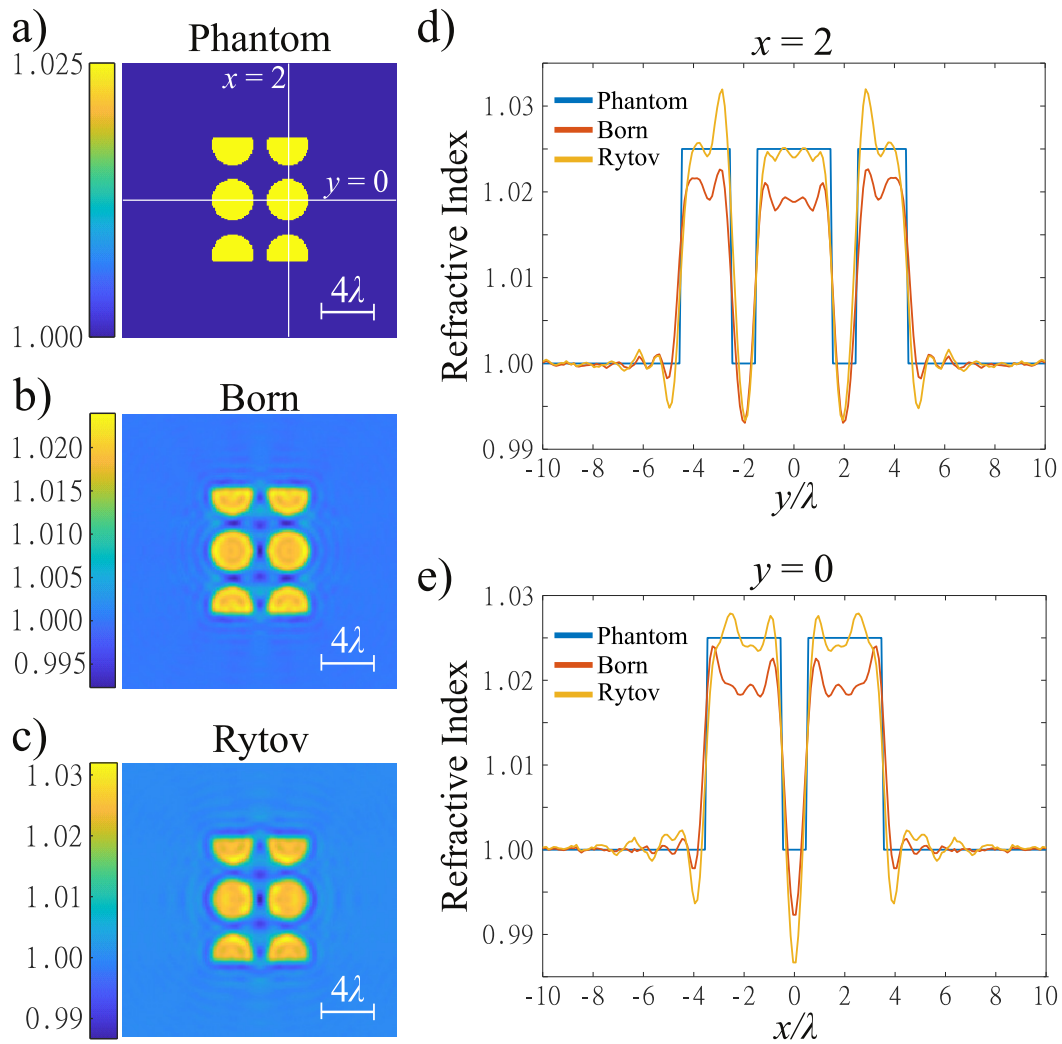 a)
Phantom
1.025
x = 2
y = 0
4λ
1.000
b)
Born
1.020
1.015
1.010
1.005
1.000
0.995
4λ
c)
Rytov
1.03
1.02
1.01
1.00
0.99
4λ
d)
x = 2
Refractive Index
1.03
1.02
1.01
1.00
0.99
Phantom
Born
Rytov
-10 -8 -6 -4 -2 0 2 4 6 8 10
y/λ
e)
y = 0
Refractive Index
1.03
1.02
1.01
1.00
0.99
Phantom
Born
Rytov
-10 -8 -6 -4 -2 0 2 4 6 8 10
x/λ